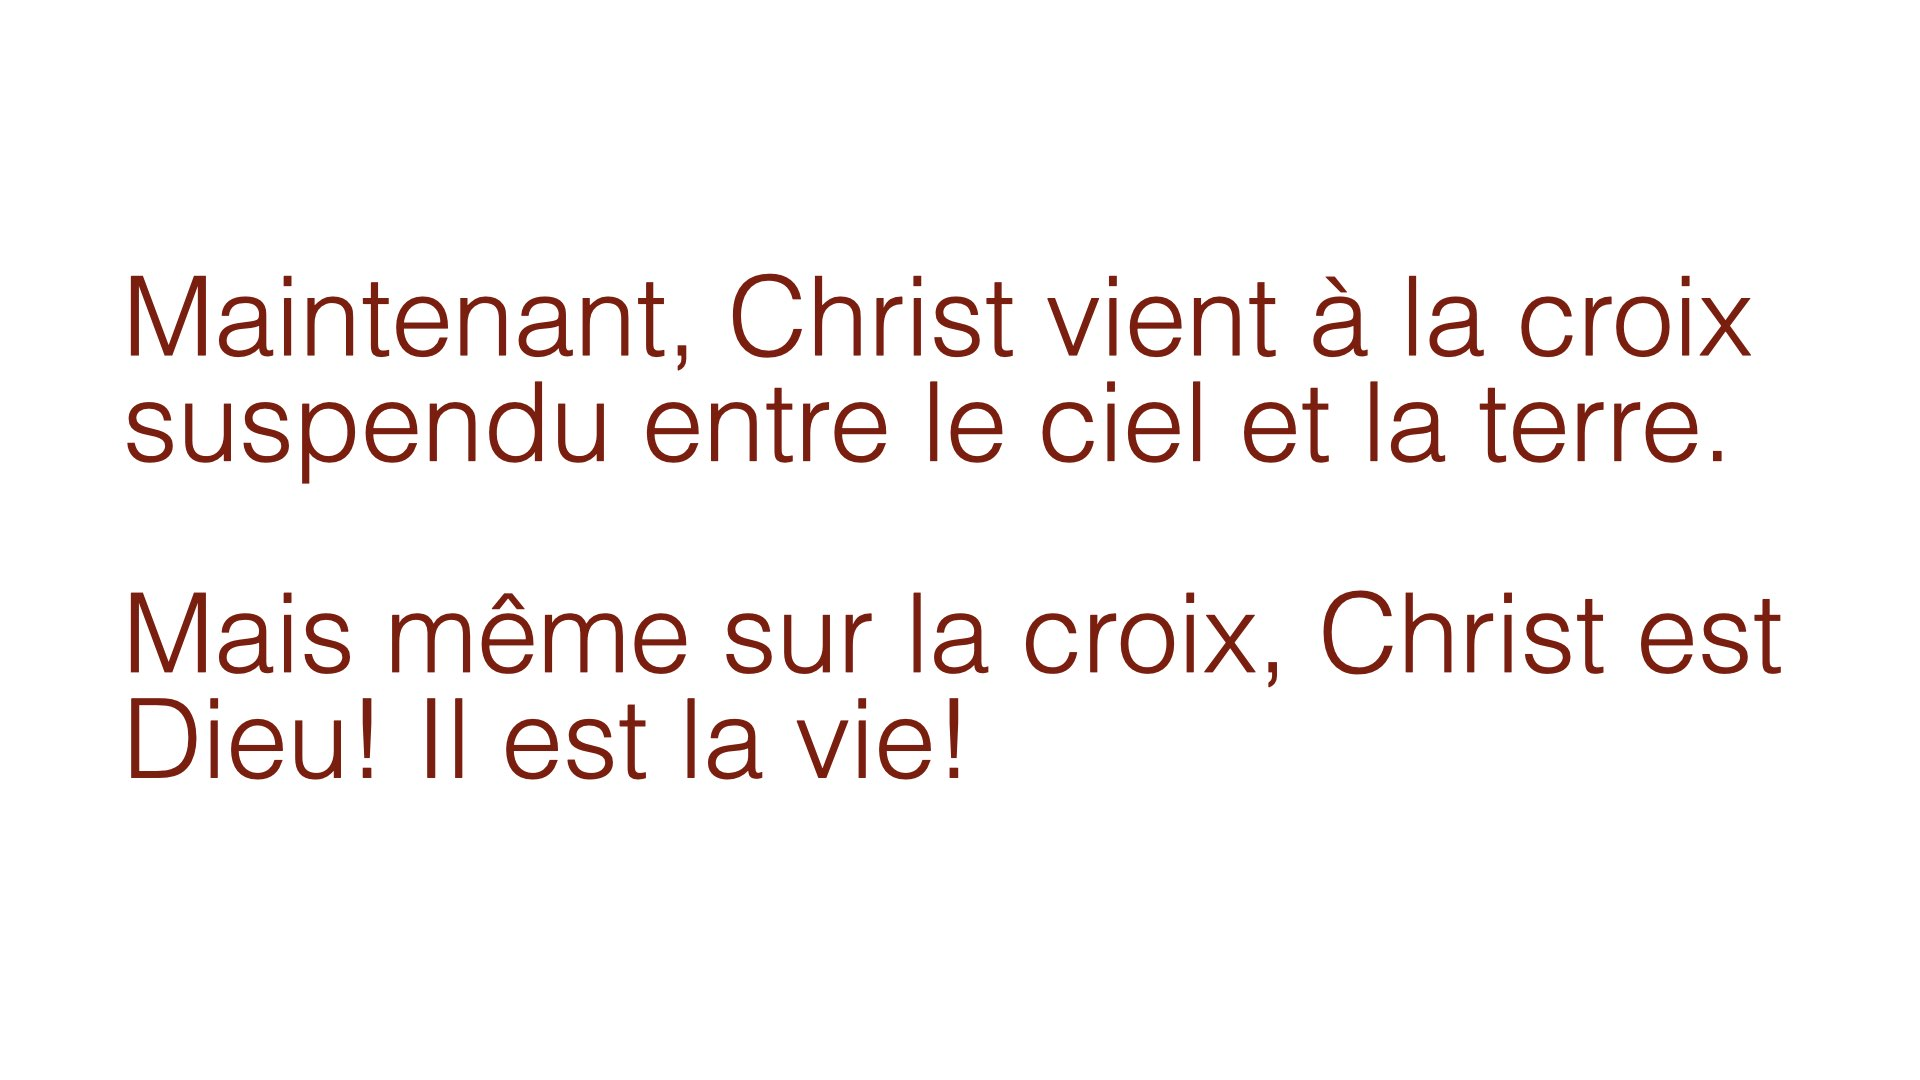 Maintenant, Christ vient à la croix
suspendu entre le ciel et la terre.
Mais même sur la croix, Christ est
Dieu! Il est la vie!